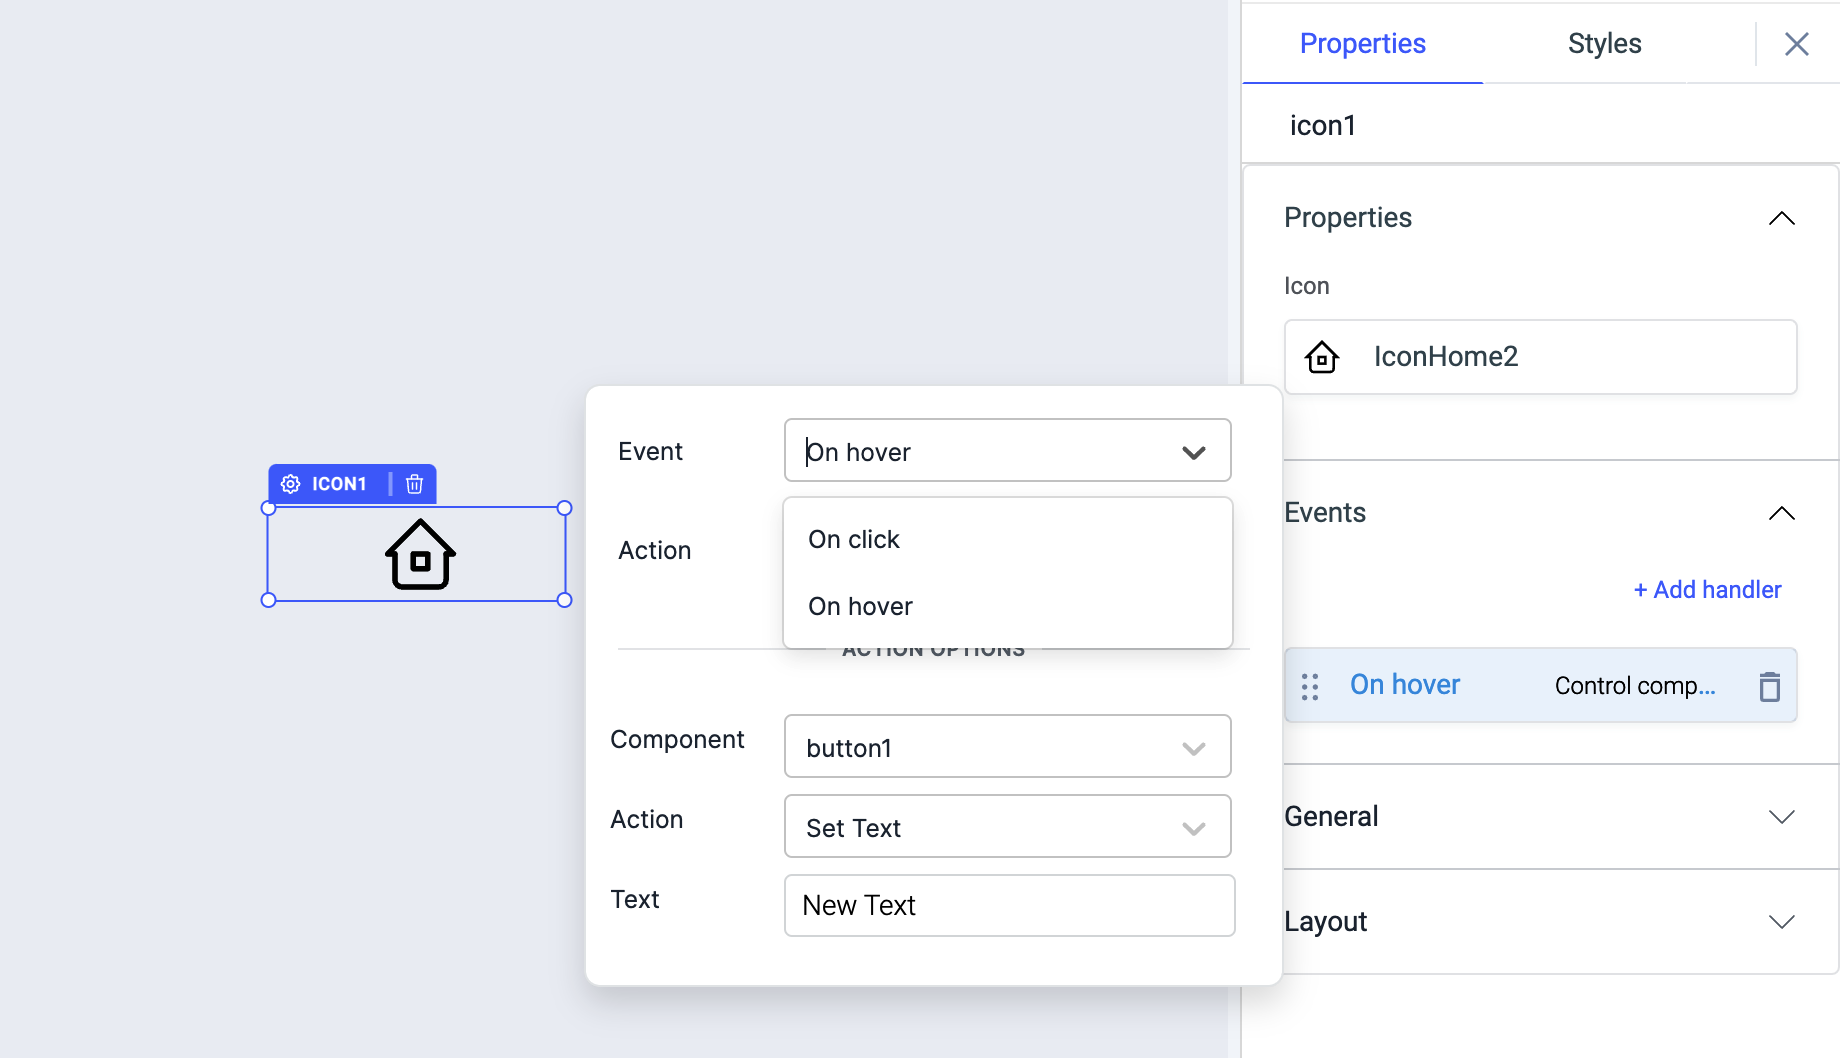 Properties
Styles
icon1
Properties
Icon
IconHome2
Events
+ Add handler
On hover
Control comp...
General
Layout
ICON1
Event
On hover
On click
On hover
Action
ACTION OPTIONS
Component
button1
Action
Set Text
Text
New Text